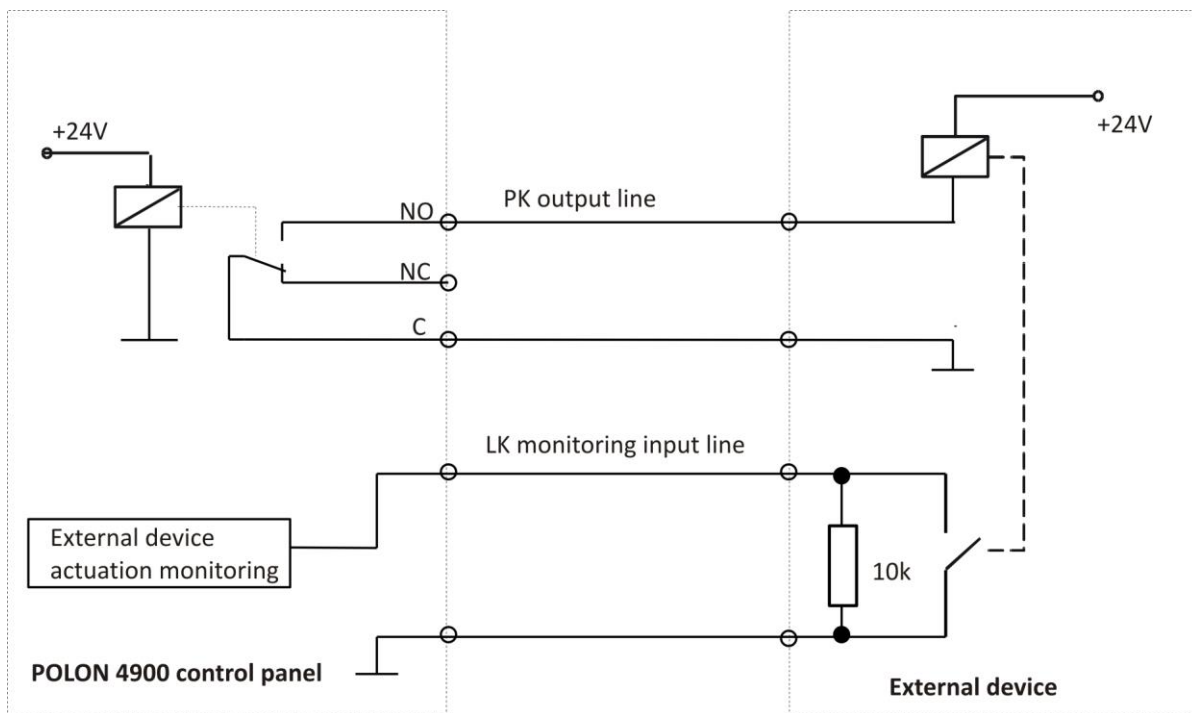 +24V
+24V
NO
PK output line
NC
C
LK monitoring input line
External device
actuation monitoring
10k
POLON 4900 control panel
External device